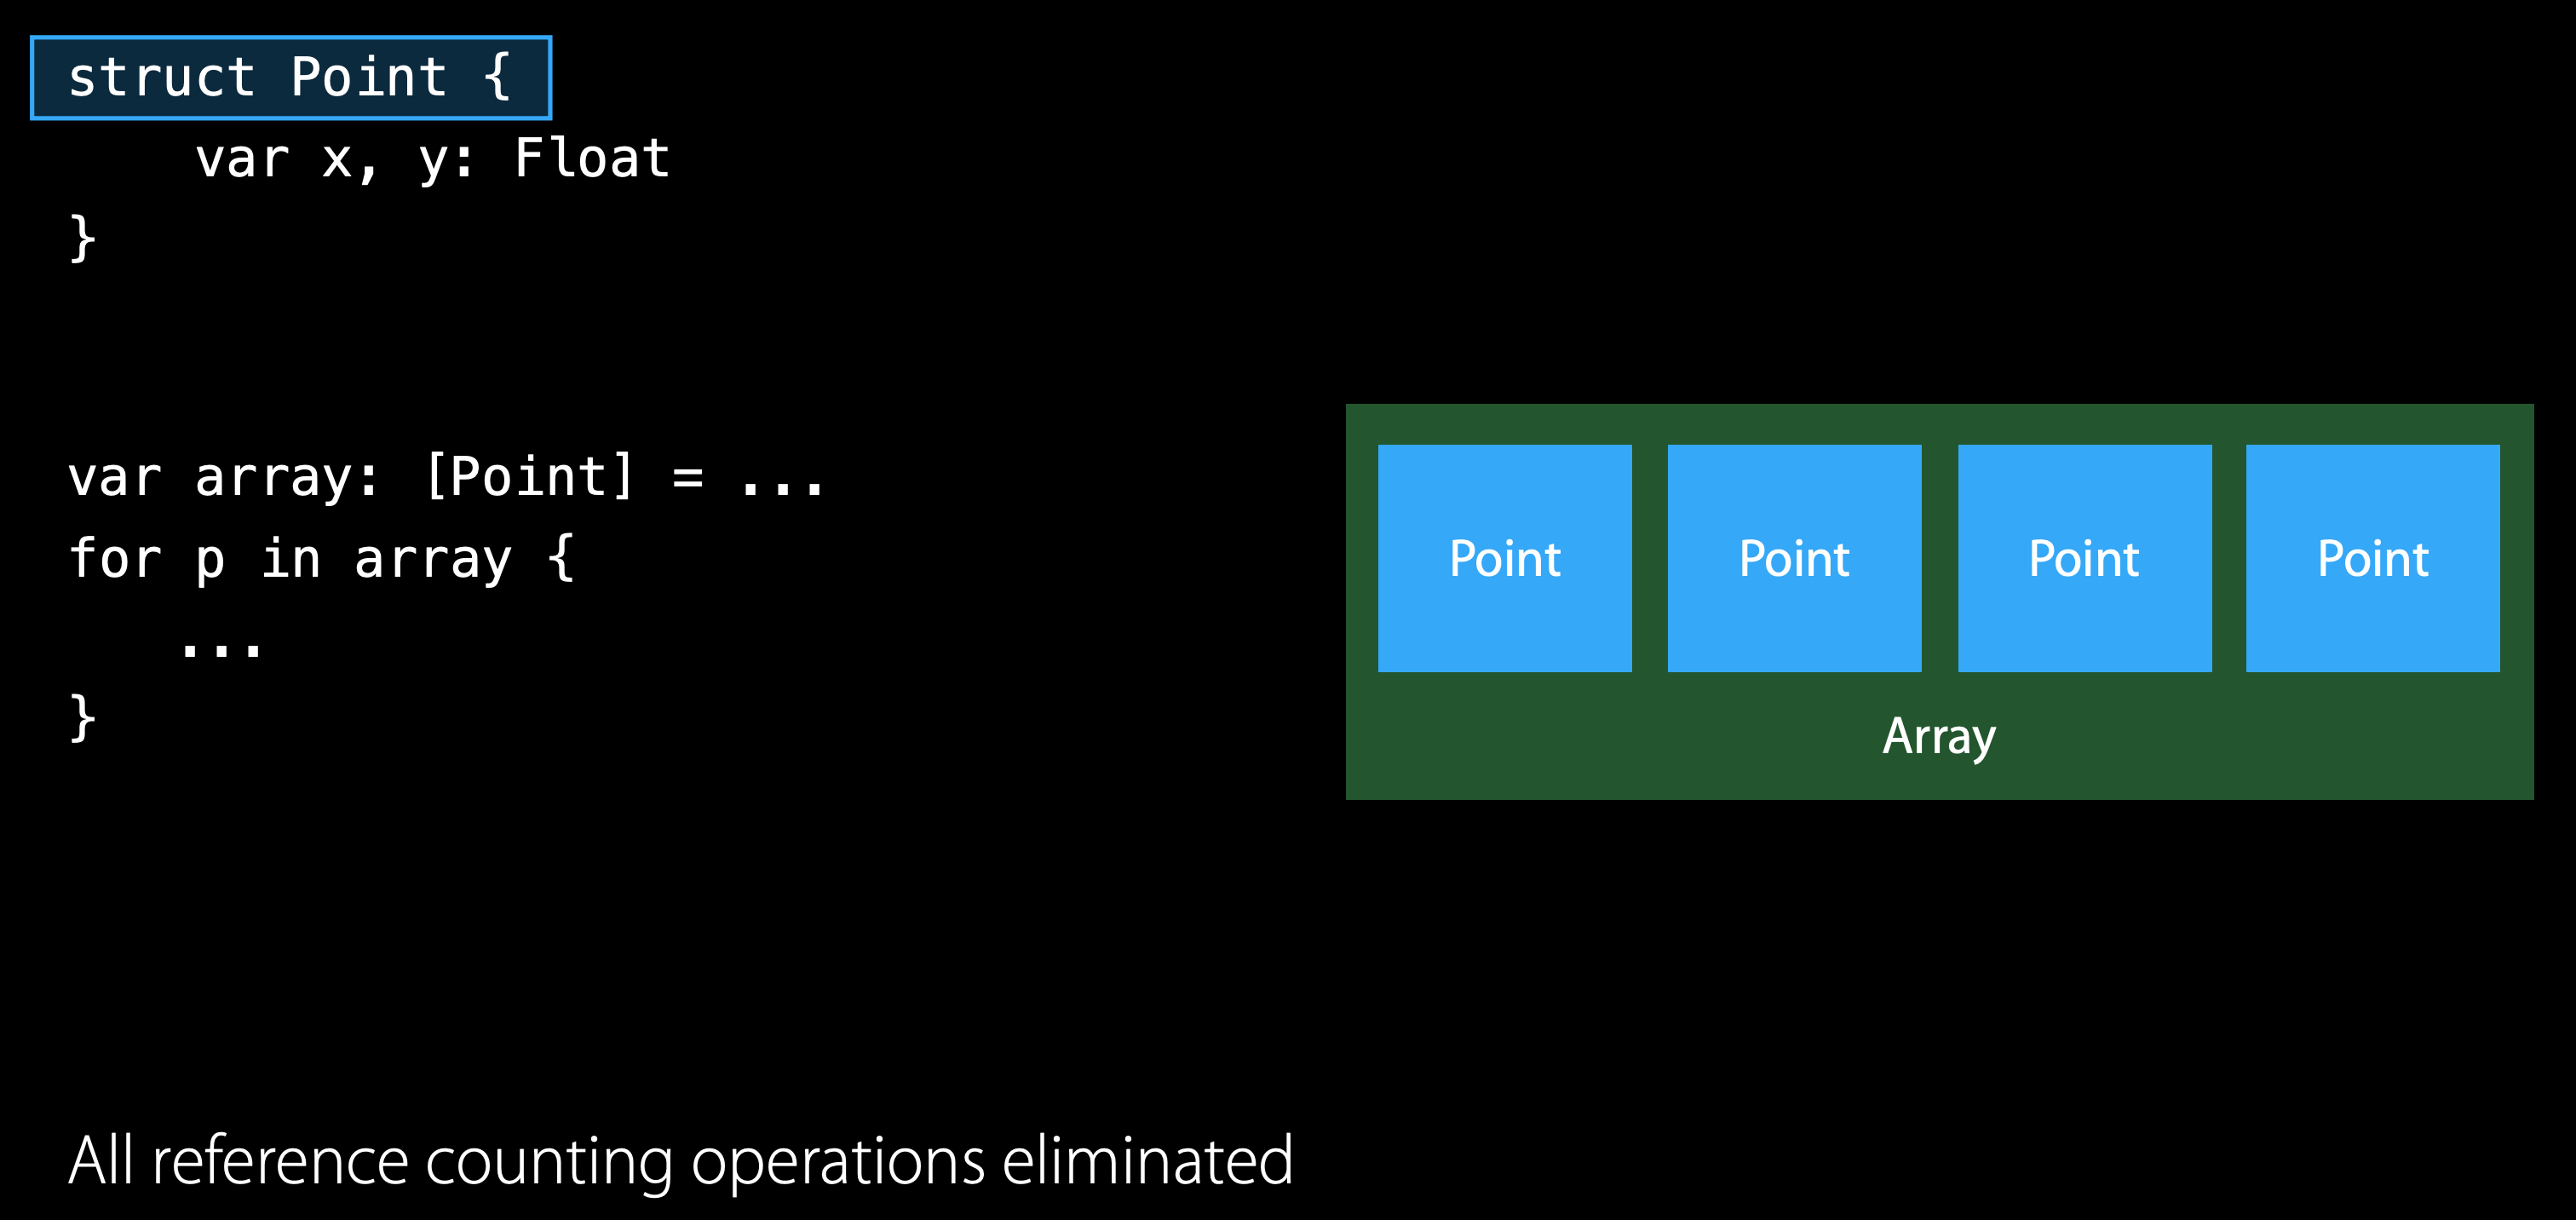 struct Point {
    var x, y: Float
}
var array: [Point] = ...
for p in array {
   ...
}
Point Point Point Point
Array
All reference counting operations eliminated